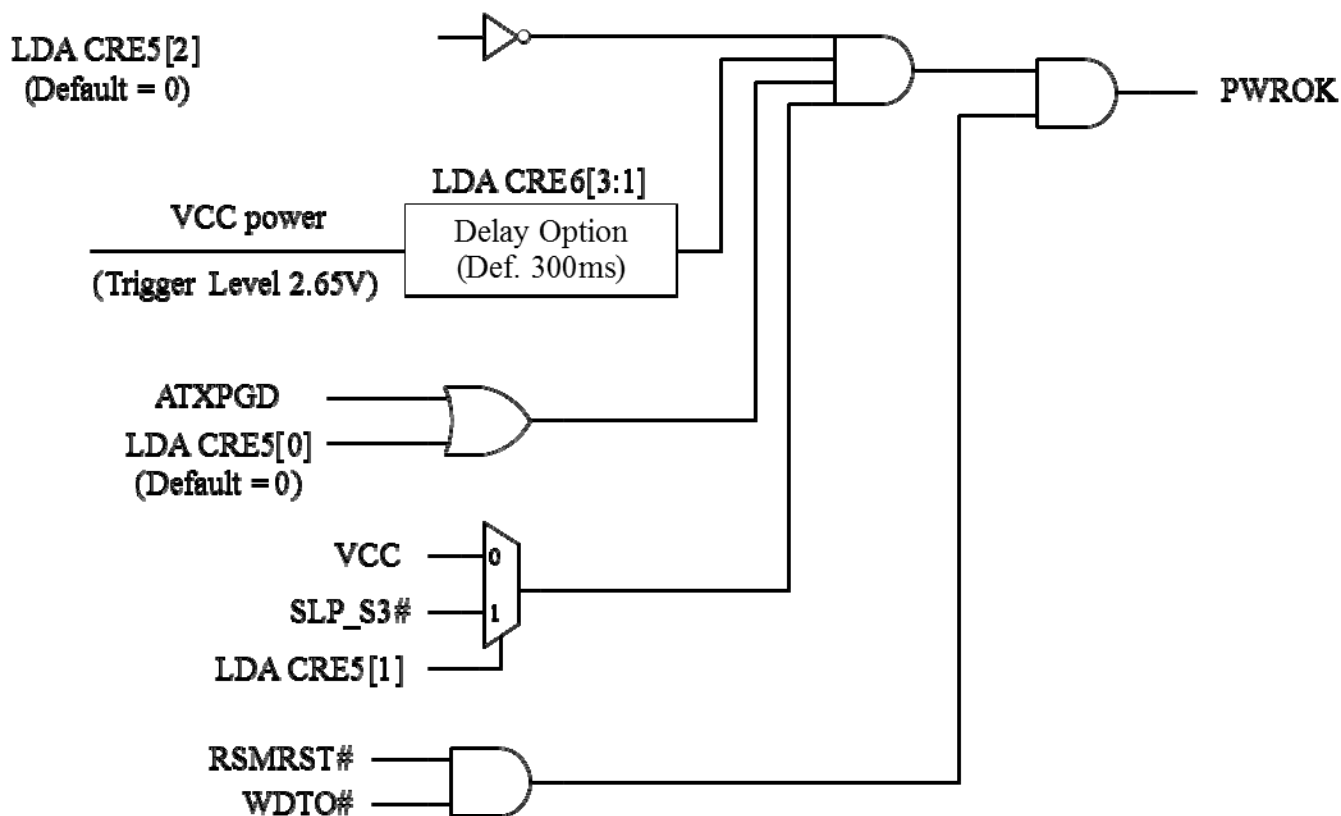 LDA CRE5[2]
(Default = 0)
PWROK
LDA CRE6[3:1]
VCC power
Delay Option
(Def. 300ms)
(Trigger Level 2.65V)
ATXPGD
LDA CRE5[0]
(Default = 0)
VCC
0
SLP_S3#
1
LDA CRE5[1]
RSMRST#
WDTO#